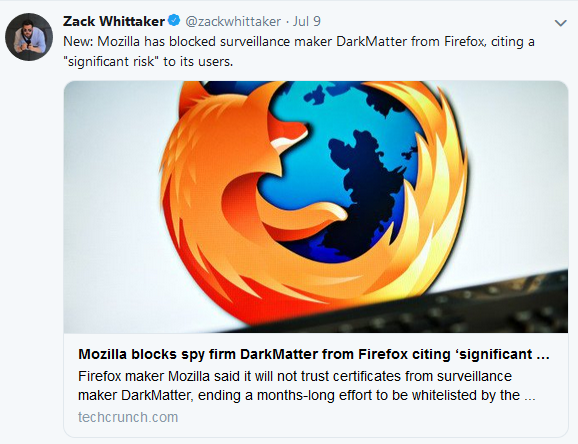 Zack Whittaker @zackwhittaker · Jul 9
New: Mozilla has blocked surveillance maker DarkMatter from Firefox, citing a
"significant risk" to its users.
Mozilla blocks spy firm DarkMatter from Firefox citing ‘significant ...
Firefox maker Mozilla said it will not trust certificates from surveillance
maker DarkMatter, ending a months-long effort to be whitelisted by the ...
techcrunch.com